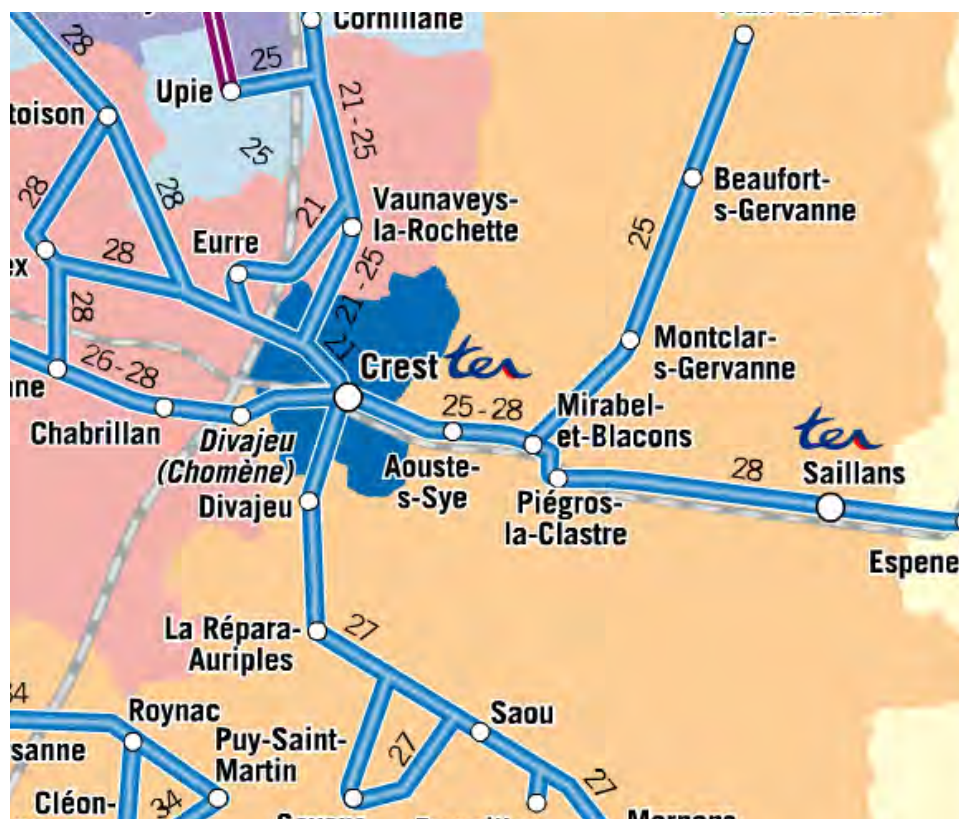 28
Cornillane
25
Upie
toison
21-25
25
28
28
21
Vaunaveys-
la-Rochette
Beaufort-
s-Gervanne
Eurre
25
ex
28
21-25
28
21
Montclar-
s-Gervanne
26-28
Crest ter
nne
25-28
Mirabel-
et-Blacons
ter
Chabrillan
Divajeu
(Chomène)
Aouste-
s-Sye
28
Saillans
Divajeu
Piégros-
la-Clastre
Espene
La Répara-
Auriples
27
34
Roynac
Saou
ssanne
Puy-Saint-
Martin
27
27
Cléon-
34